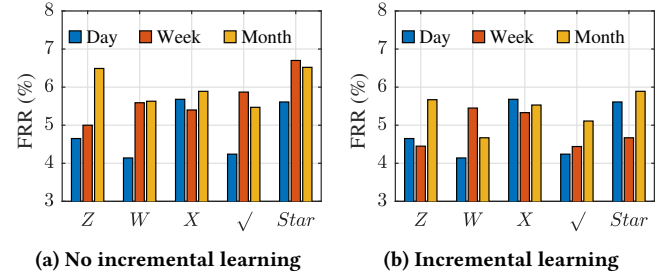 8
7
6
5
4
3
FRR (%)
Day Week Month
Z W X √ Star
(a) No incremental learning
8
7
6
5
4
3
FRR (%)
Day Week Month
Z W X √ Star
(b) Incremental learning